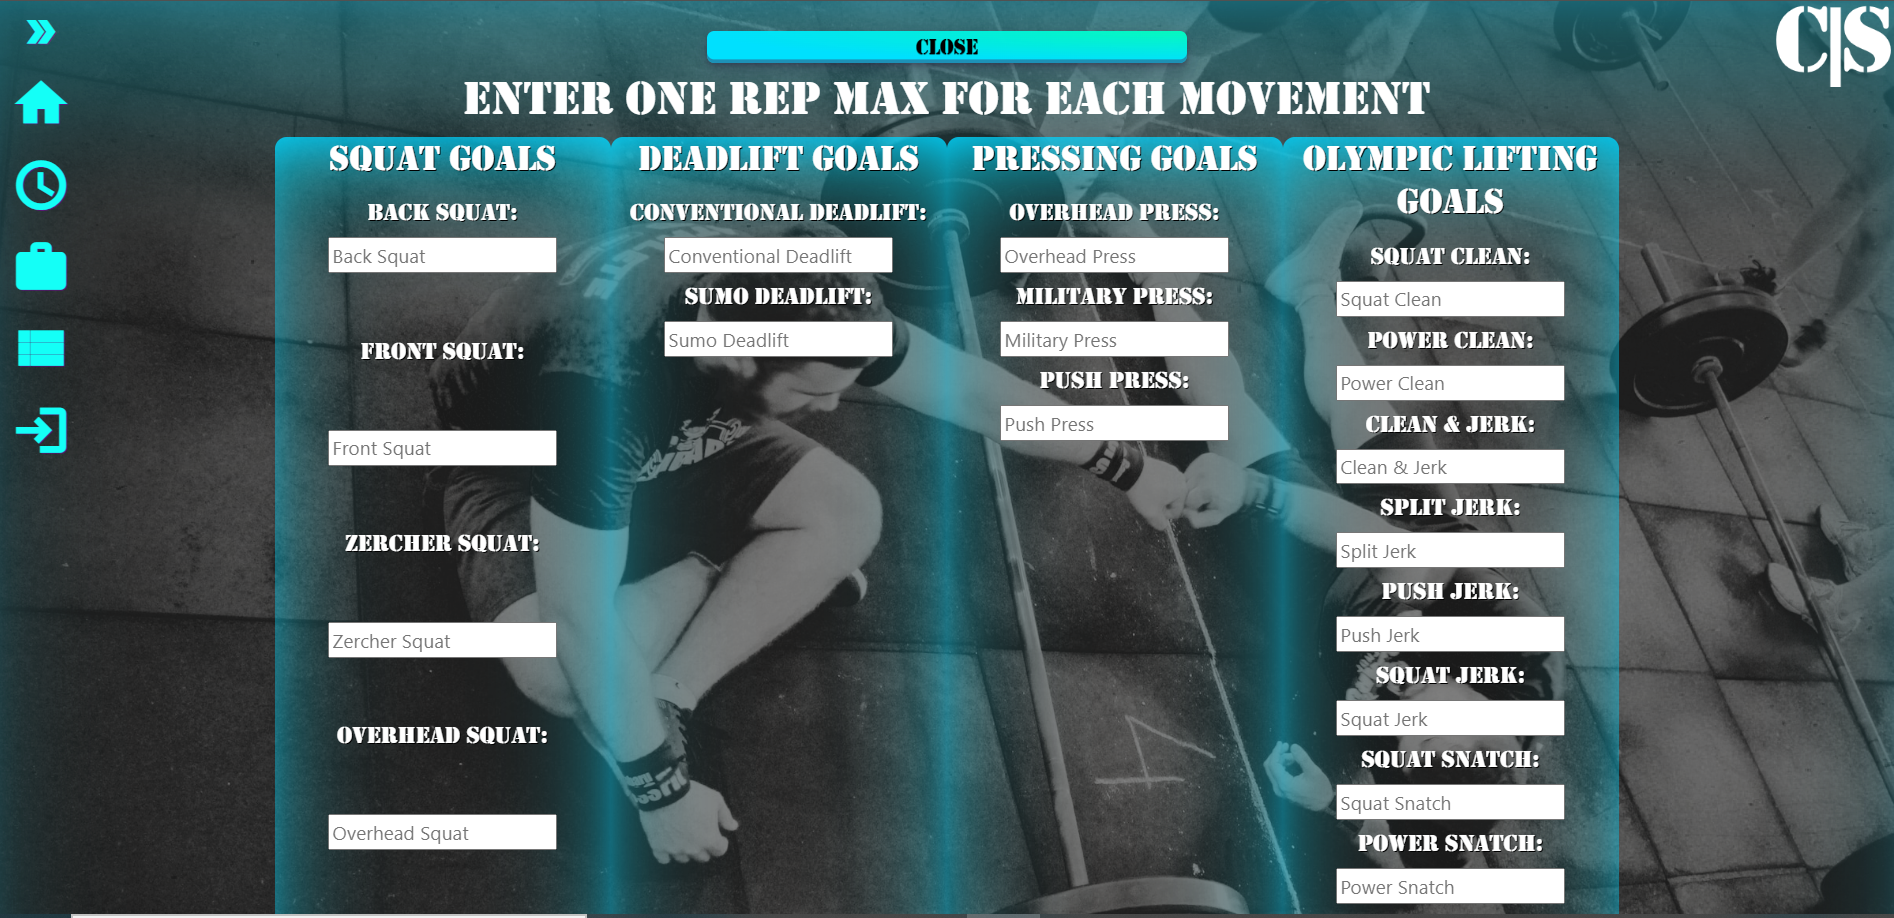 C|S
CLOSE
ENTER ONE REP MAX FOR EACH MOVEMENT
SQUAT GOALS
BACK SQUAT:
Back Squat
FRONT SQUAT:
Front Squat
ZERCHER SQUAT:
Zercher Squat
OVERHEAD SQUAT:
Overhead Squat
DEADLIFT GOALS
CONVENTIONAL DEADLIFT:
Conventional Deadlift
SUMO DEADLIFT:
Sumo Deadlift
PRESSING GOALS
OVERHEAD PRESS:
Overhead Press
MILITARY PRESS:
Military Press
PUSH PRESS:
Push Press
OLYMPIC LIFTING
GOALS
SQUAT CLEAN:
Squat Clean
POWER CLEAN:
Power Clean
CLEAN & JERK:
Clean & Jerk
SPLIT JERK:
Split Jerk
PUSH JERK:
Push Jerk
SQUAT JERK:
Squat Jerk
SQUAT SNATCH:
Squat Snatch
POWER SNATCH:
Power Snatch